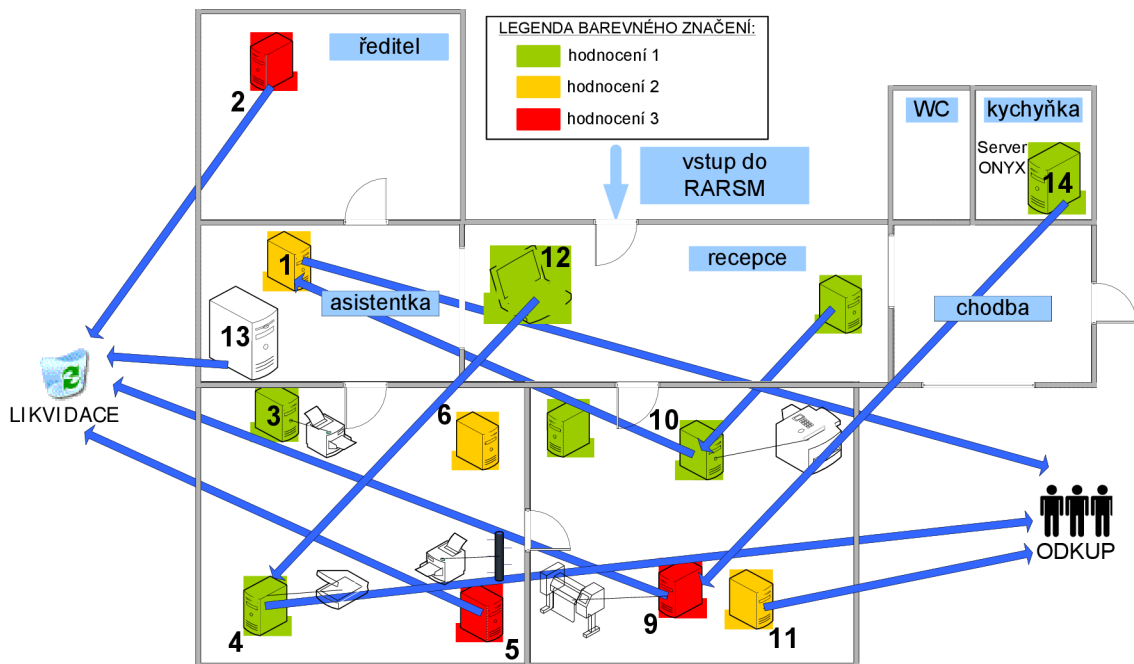 LEGENDA BAREVNÉHO ZNAČENÍ:
hodnocení 1
hodnocení 2
hodnocení 3
ředitel
2
WC
kychyňka
Server
ONYX
14
vstup do
RARSM
1
12
recepce
asistentka
chodba
13
LIKVIDACE
3
6
10
ODKUP
4
5
9
11